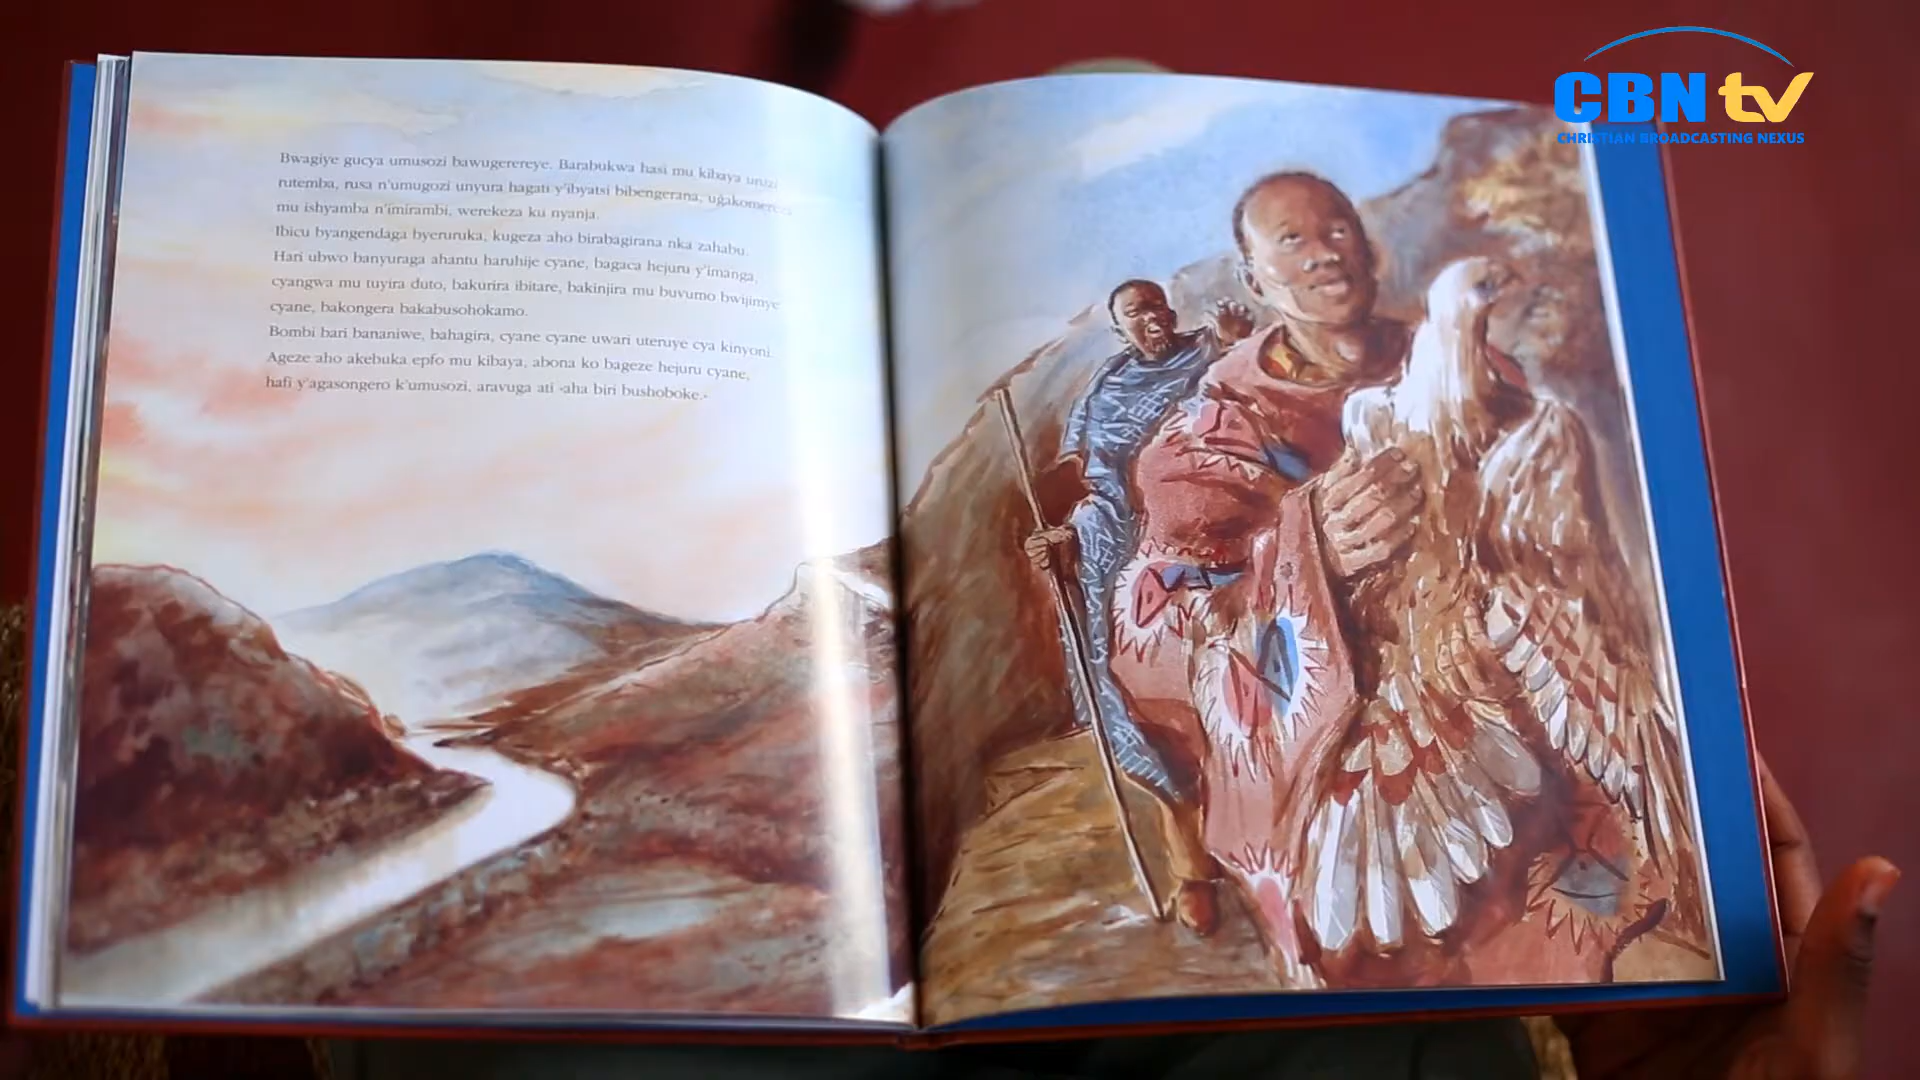 Bwagiye gucya umusozi bawugerereye. Barabukwa hasi mu kibaya uruzi
rutemba, rusa n'umugozi unyura hagati y'ibyatsi bibengerana, ugakomereza
mu ishyamba n'imirambi, werekeza ku nyanja.
Ibicu byangendaga byeruruka, kugeza aho birabagirana nka zahabu.
Hari ubwo banyuraga ahantu haruhije cyane, bagaca hejuru y'imanga,
cyangwa mu tuyira duto, bakurira ibitare, bakinjira mu buvumo bwijimye
cyane, bakongera bakabusohokamo.
Bombi bari bananiwe, bahagira, cyane cyane uwari uteruye cya kinyoni.
Ageze aho akebuka epfo mu kibaya, abona ko bageze hejuru cyane,
hafi y'agasongero k'umusozi, aravuga ati «aha biri bushoboke.»
CBN tv
CHRISTIAN BROADCASTING NEXUS